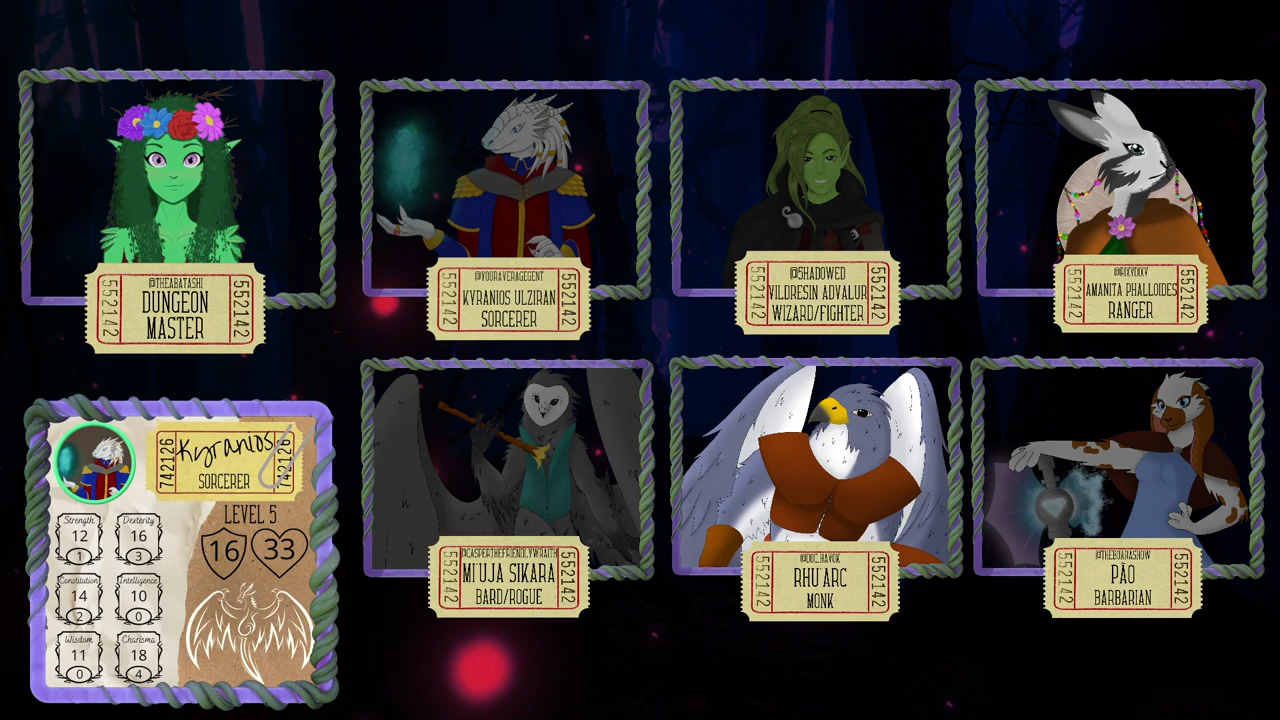 @THEABATASHI
DUNGEON
MASTER
552142
552142
@YOURAVERAGEGENT
KYRANIOS ULZIRAN
SORCERER
552142
552142
@SHADOWED
VILDRESIN ADVALUR
WIZARD/FIGHTER
552142
552142
AMANITA PHALLOIDES
RANGER
552142
552142
@CASPERTHEFRIENDLYWRAITH
MI'UJA SIKARA
BARD/ROGUE
552142
552142
@DOC_HAVOK
RHU'ARC
MONK
552142
552142
@THEBOARASHOW
PÃO
BARBARIAN
552142
552142
742126
Kyranios
SORCERER
742126
LEVEL 5
16
33
Strength
12
1
Dexterity
16
3
Constitution
14
2
Intelligence
10
0
Wisdom
11
0
Charisma
18
4